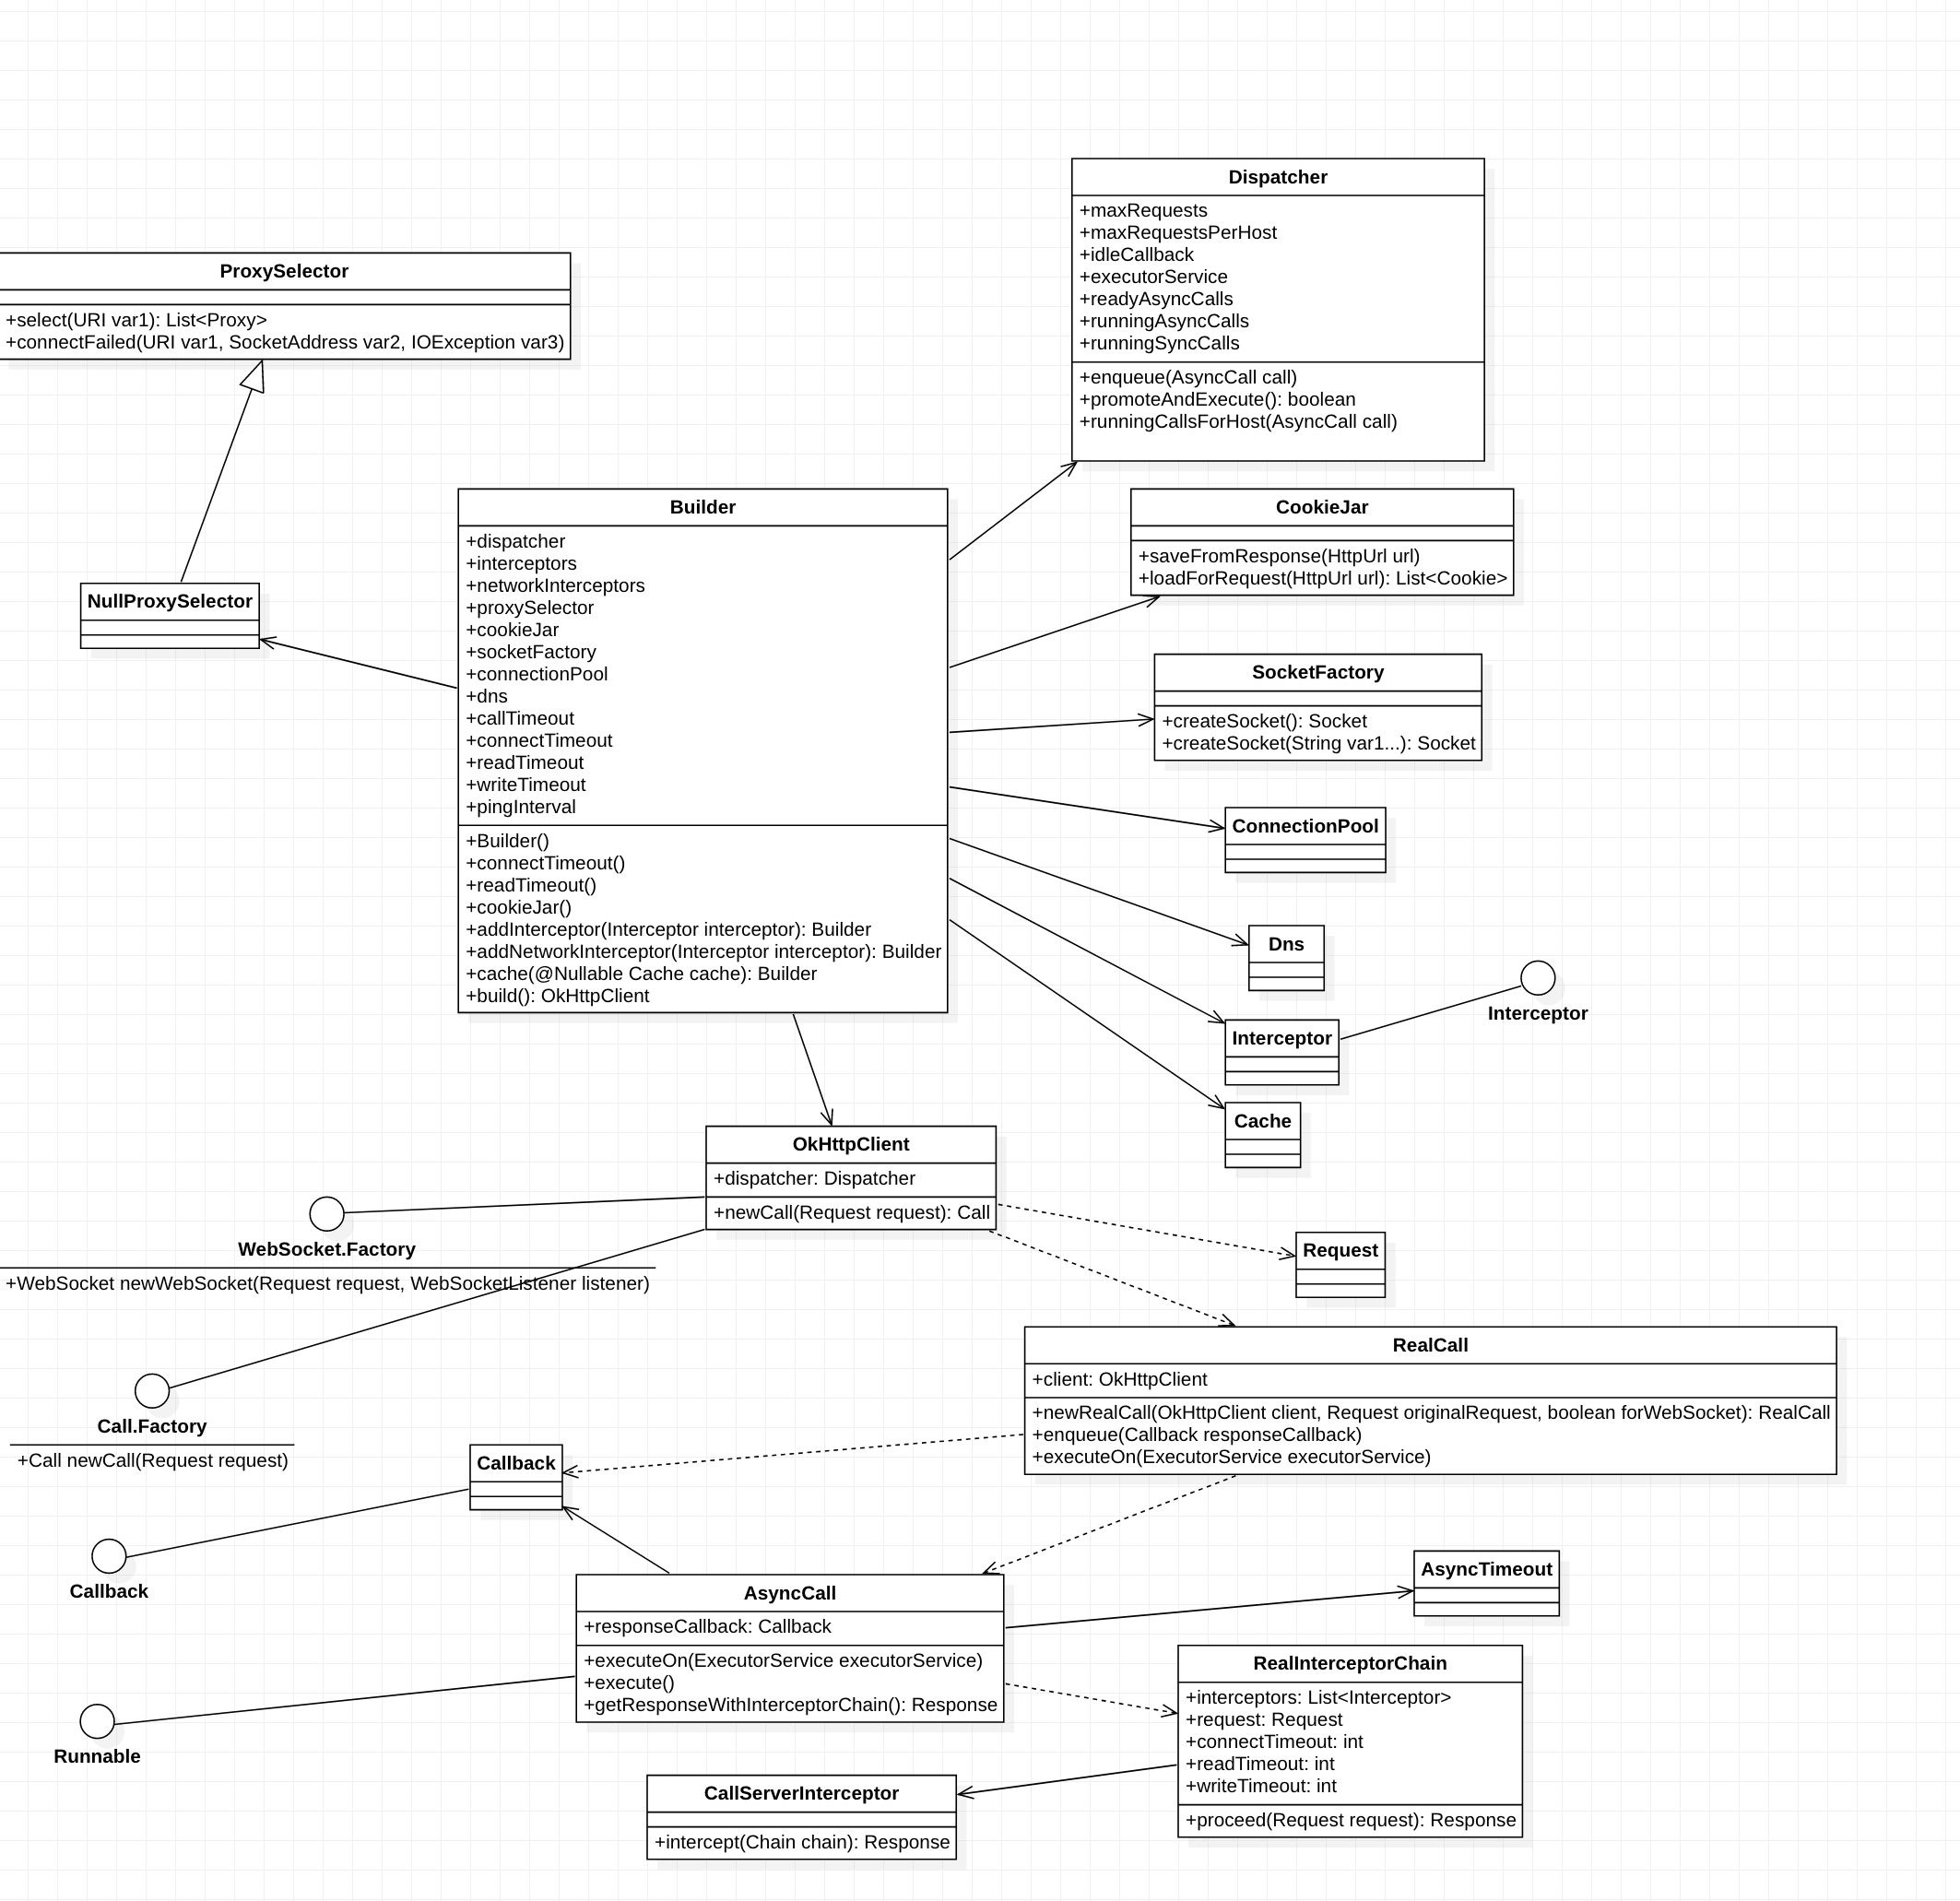 Dispatcher
+maxRequests
+maxRequestsPerHost
+idleCallback
+executorService
+readyAsyncCalls
+runningAsyncCalls
+runningSyncCalls
+enqueue(AsyncCall call)
+promoteAndExecute(): boolean
+runningCallsForHost(AsyncCall call)
ProxySelector
+select(URI var1): List<Proxy>
+connectFailed(URI var1, SocketAddress var2, IOException var3)
NullProxySelector
Builder
+dispatcher
+interceptors
+networkInterceptors
+proxySelector
+cookieJar
+socketFactory
+connectionPool
+dns
+callTimeout
+connectTimeout
+readTimeout
+writeTimeout
+pingInterval
+Builder()
+connectTimeout()
+readTimeout()
+cookieJar()
+addInterceptor(Interceptor interceptor): Builder
+addNetworkInterceptor(Interceptor interceptor): Builder
+cache(@Nullable Cache cache): Builder
+build(): OkHttpClient
CookieJar
+saveFromResponse(HttpUrl url)
+loadForRequest(HttpUrl url): List<Cookie>
SocketFactory
+createSocket(): Socket
+createSocket(String var1...): Socket
ConnectionPool
Dns
Interceptor
Interceptor
Cache
OkHttpClient
+dispatcher: Dispatcher
+newCall(Request request): Call
WebSocket.Factory
+WebSocket newWebSocket(Request request, WebSocketListener listener)
Request
RealCall
+client: OkHttpClient
+newRealCall(OkHttpClient client, Request originalRequest, boolean forWebSocket): RealCall
+enqueue(Callback responseCallback)
+executeOn(ExecutorService executorService)
Call.Factory
+Call newCall(Request request)
Callback
Callback
AsyncCall
+responseCallback: Callback
+executeOn(ExecutorService executorService)
+execute()
+getResponseWithInterceptorChain(): Response
AsyncTimeout
Runnable
RealInterceptorChain
+interceptors: List<Interceptor>
+request: Request
+connectTimeout: int
+readTimeout: int
+writeTimeout: int
+proceed(Request request): Response
CallServerInterceptor
+intercept(Chain chain): Response